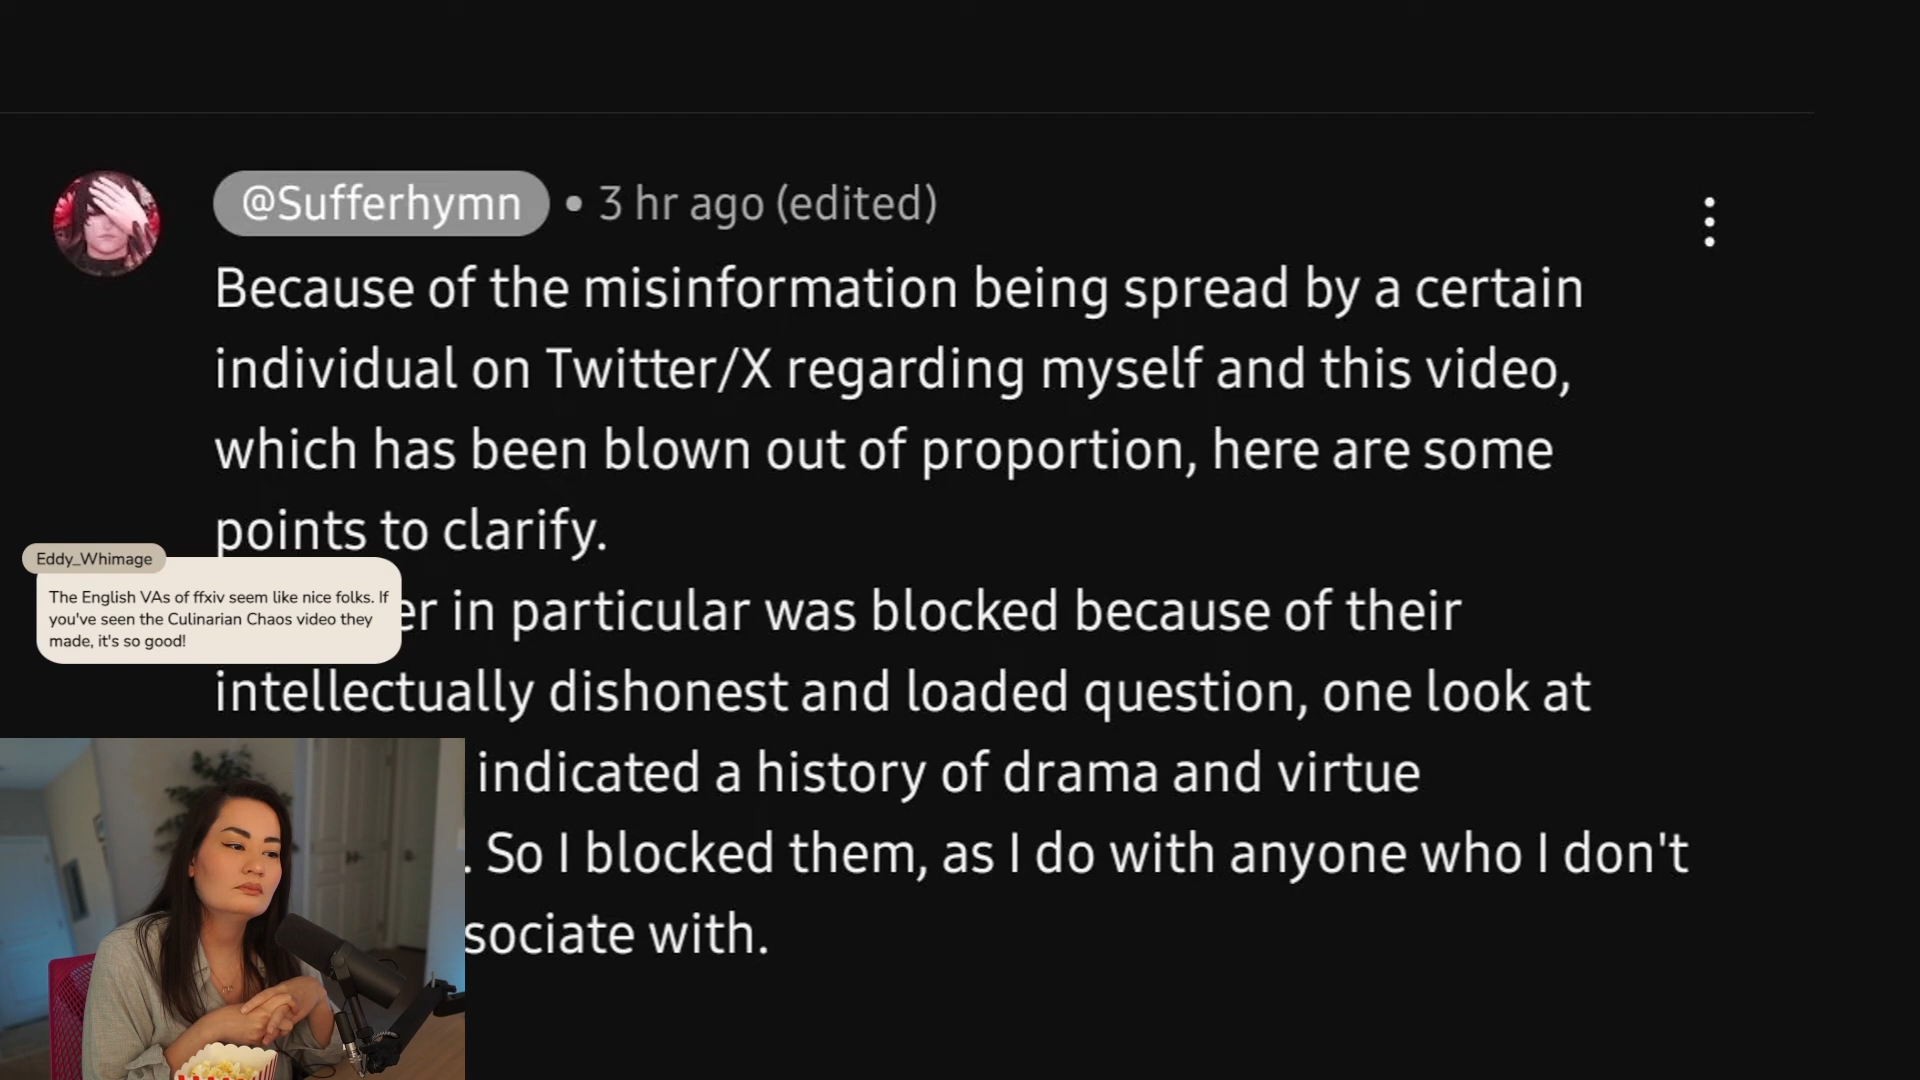 @Sufferhymn • 3 hr ago (edited)
Because of the misinformation being spread by a certain
individual on Twitter/X regarding myself and this video,
which has been blown out of proportion, here are some
points to clarify.
er in particular was blocked because of their
intellectually dishonest and loaded question, one look at
indicated a history of drama and virtue
. So I blocked them, as I do with anyone who I don't
sociate with.
Eddy_Whimage
The English VAs of ffxiv seem like nice folks. If
you've seen the Culinarian Chaos video they
made, it's so good!